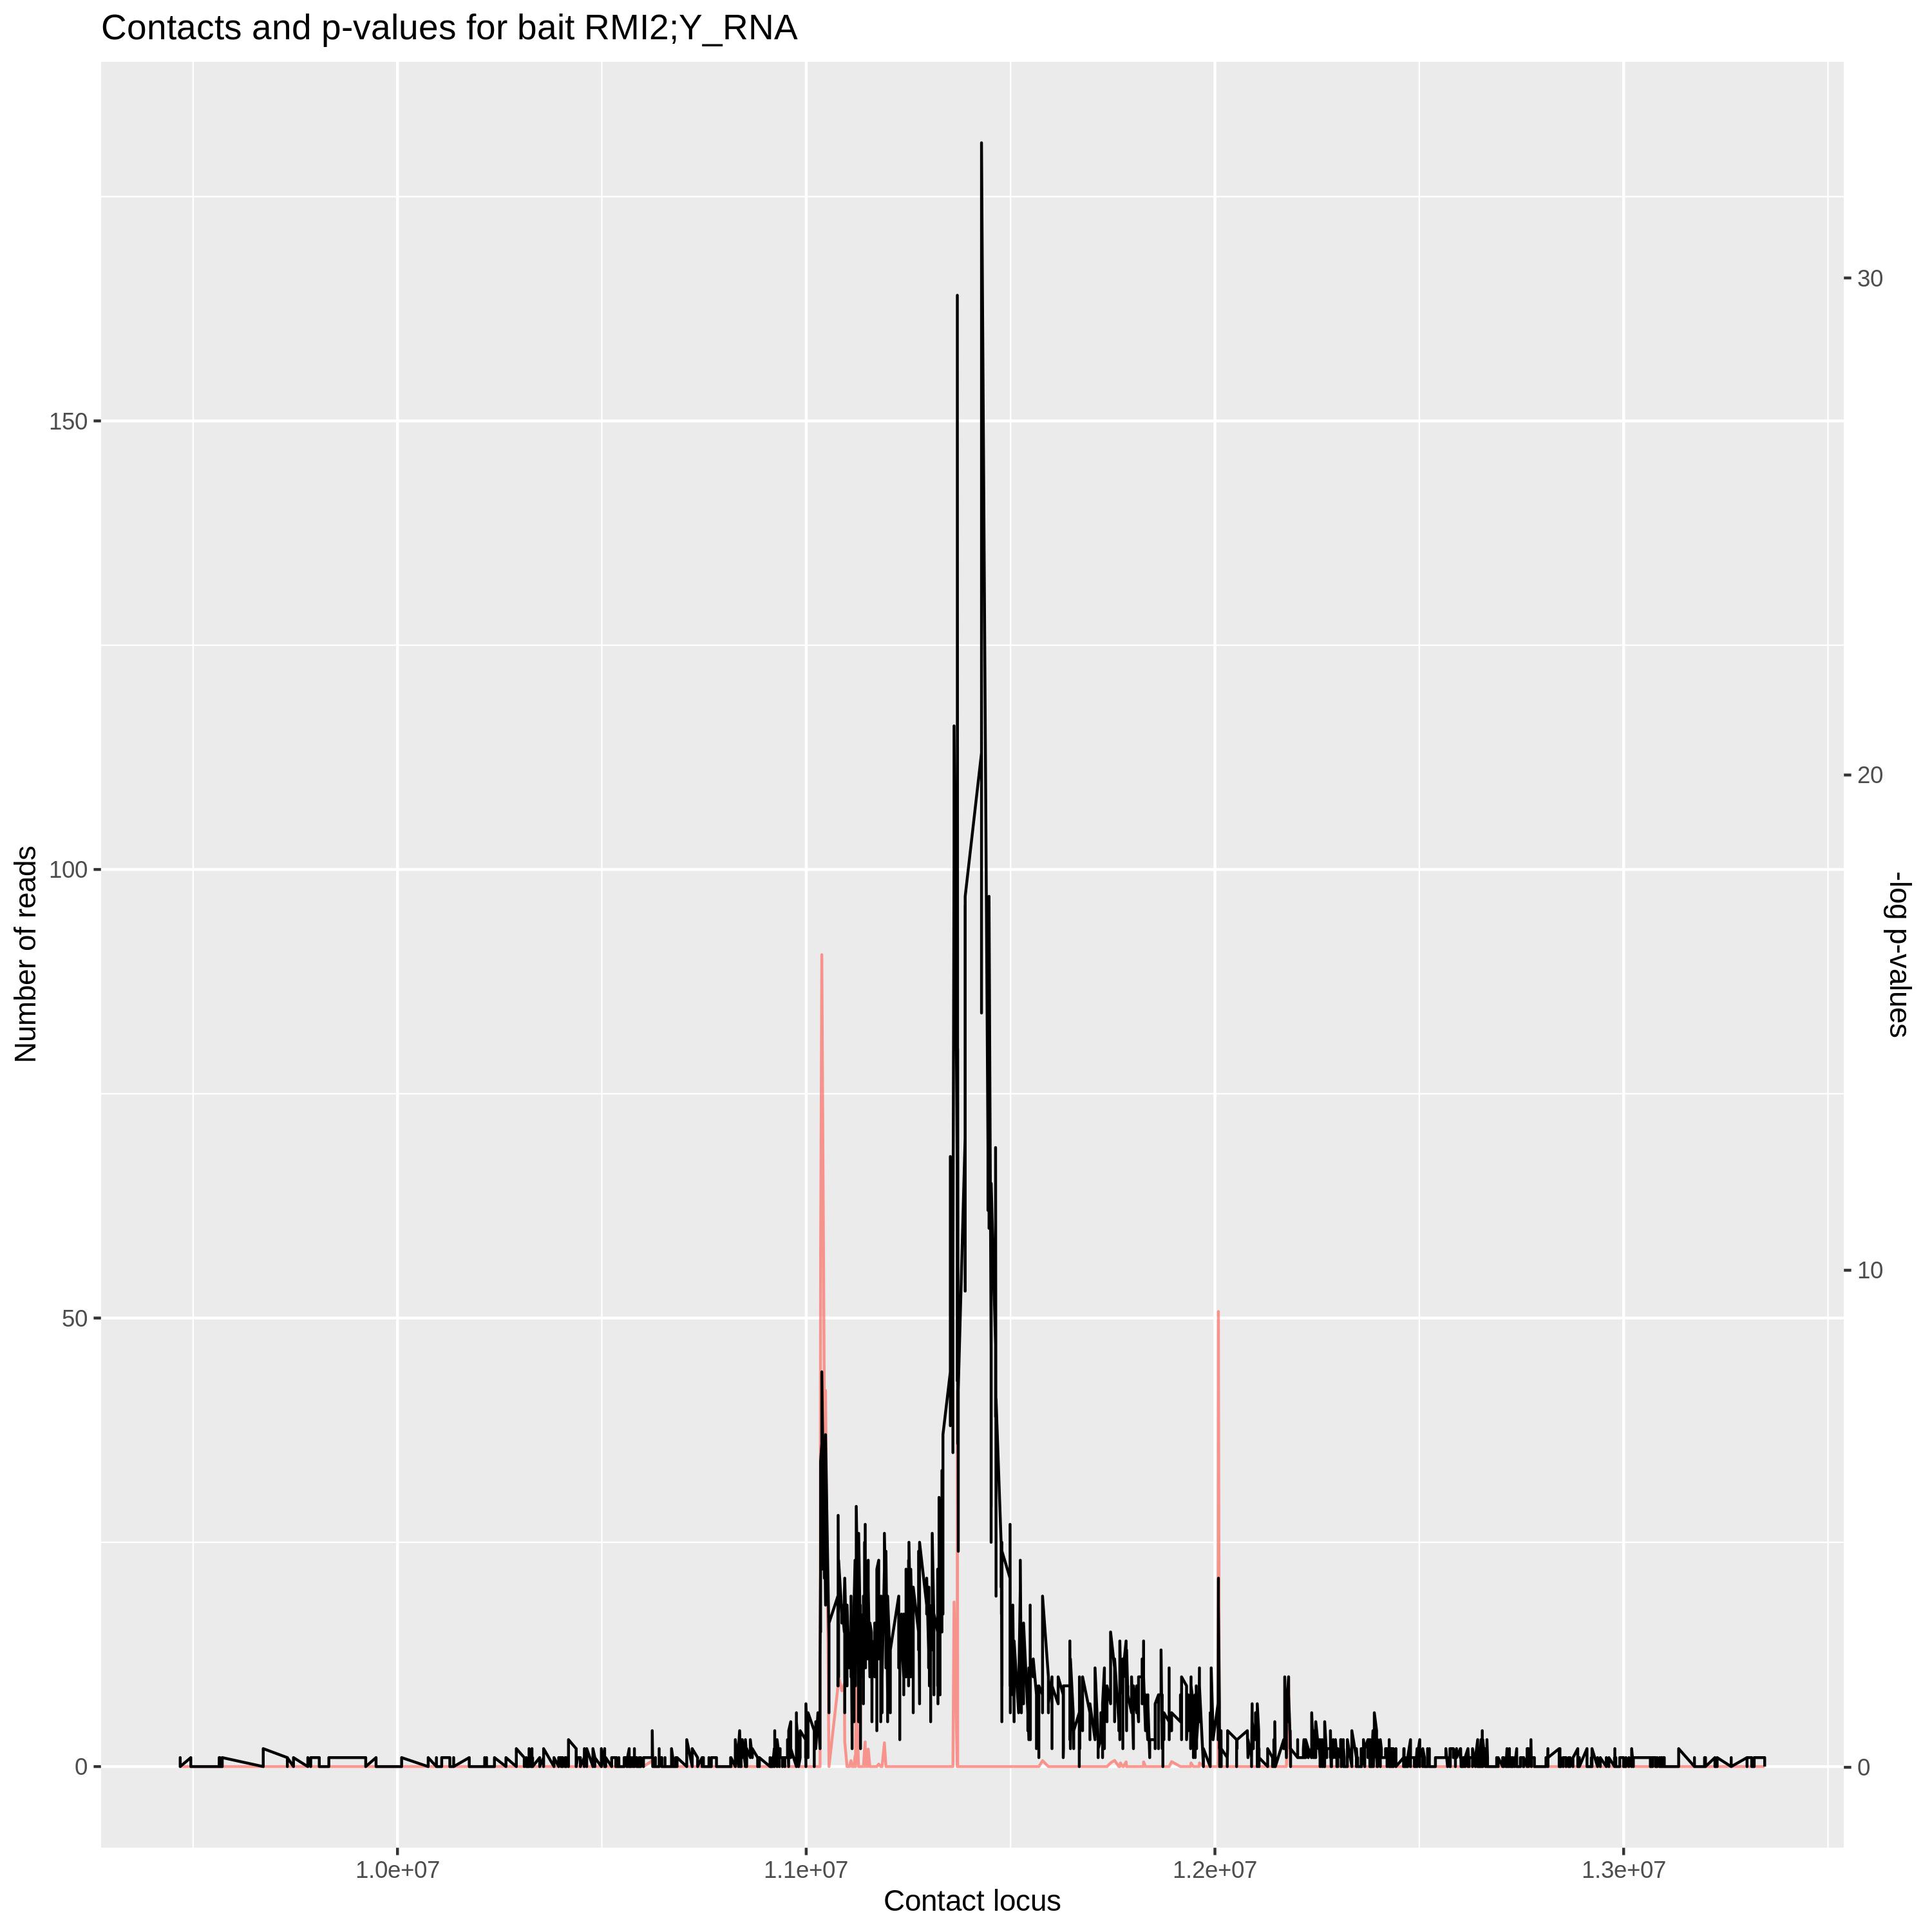 Contacts and p-values for bait RMI2;Y_RNA
Number of reads
150
100
50
0
30
20
10
0
-log p-values
1.0e+07
1.1e+07
1.2e+07
1.3e+07
Contact locus